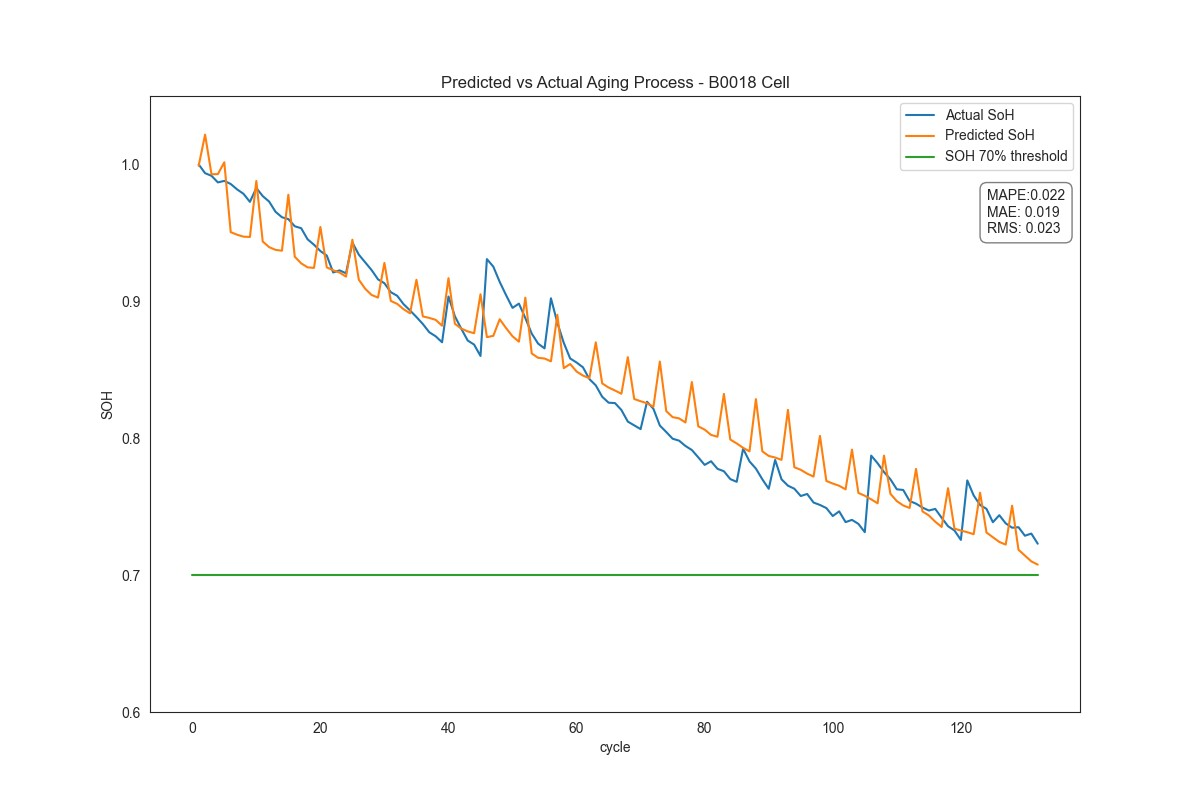 Predicted vs Actual Aging Process - B0018 Cell
Actual SoH
Predicted SoH
SOH 70% threshold
MAPE:0.022
MAE: 0.019
RMS: 0.023
1.0
0.9
0.8
0.7
0.6
SOH
0
20
40
60
80
100
120
cycle